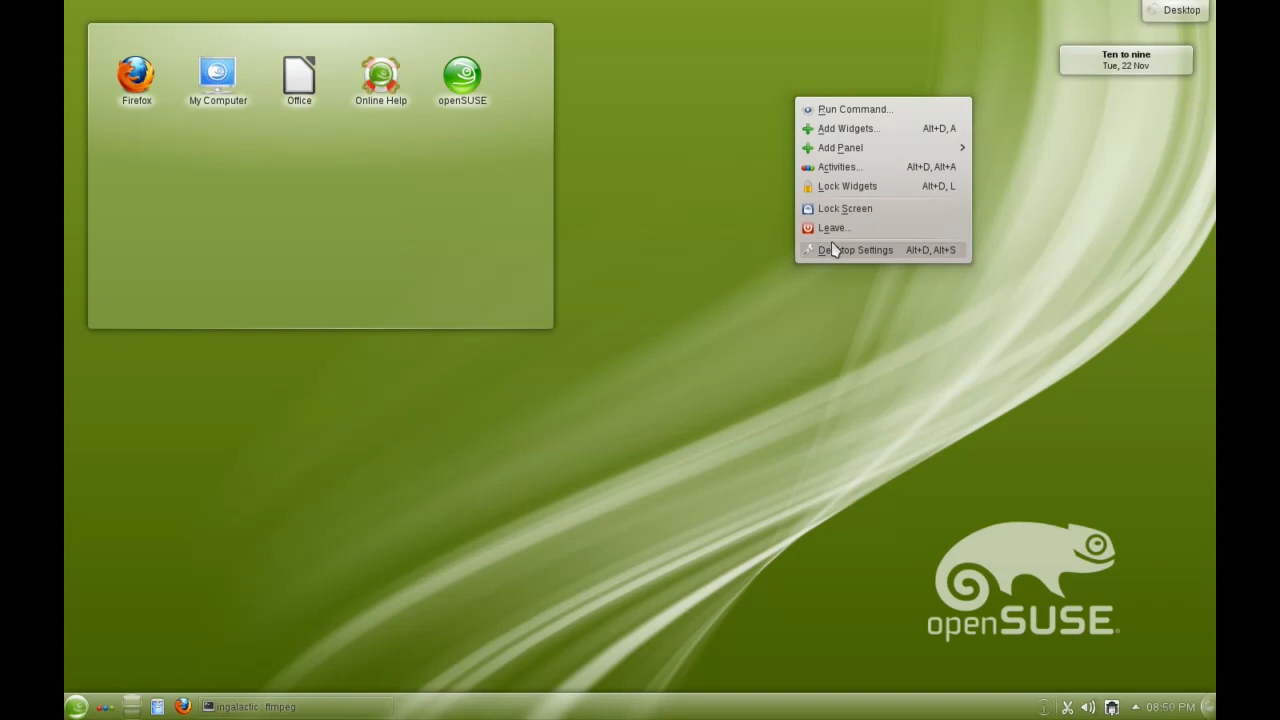 Desktop
Ten to nine
Tue, 22 Nov
Firefox
My Computer
Office
Online Help
openSUSE
Run Command...
Add Widgets... Alt+D, A
Add Panel
Activities... Alt+D, Alt+A
Lock Widgets Alt+D, L
Lock Screen
Leave...
Desktop Settings Alt+D, Alt+S
openSUSE
ingalactic : ffmpeg
08:50 PM